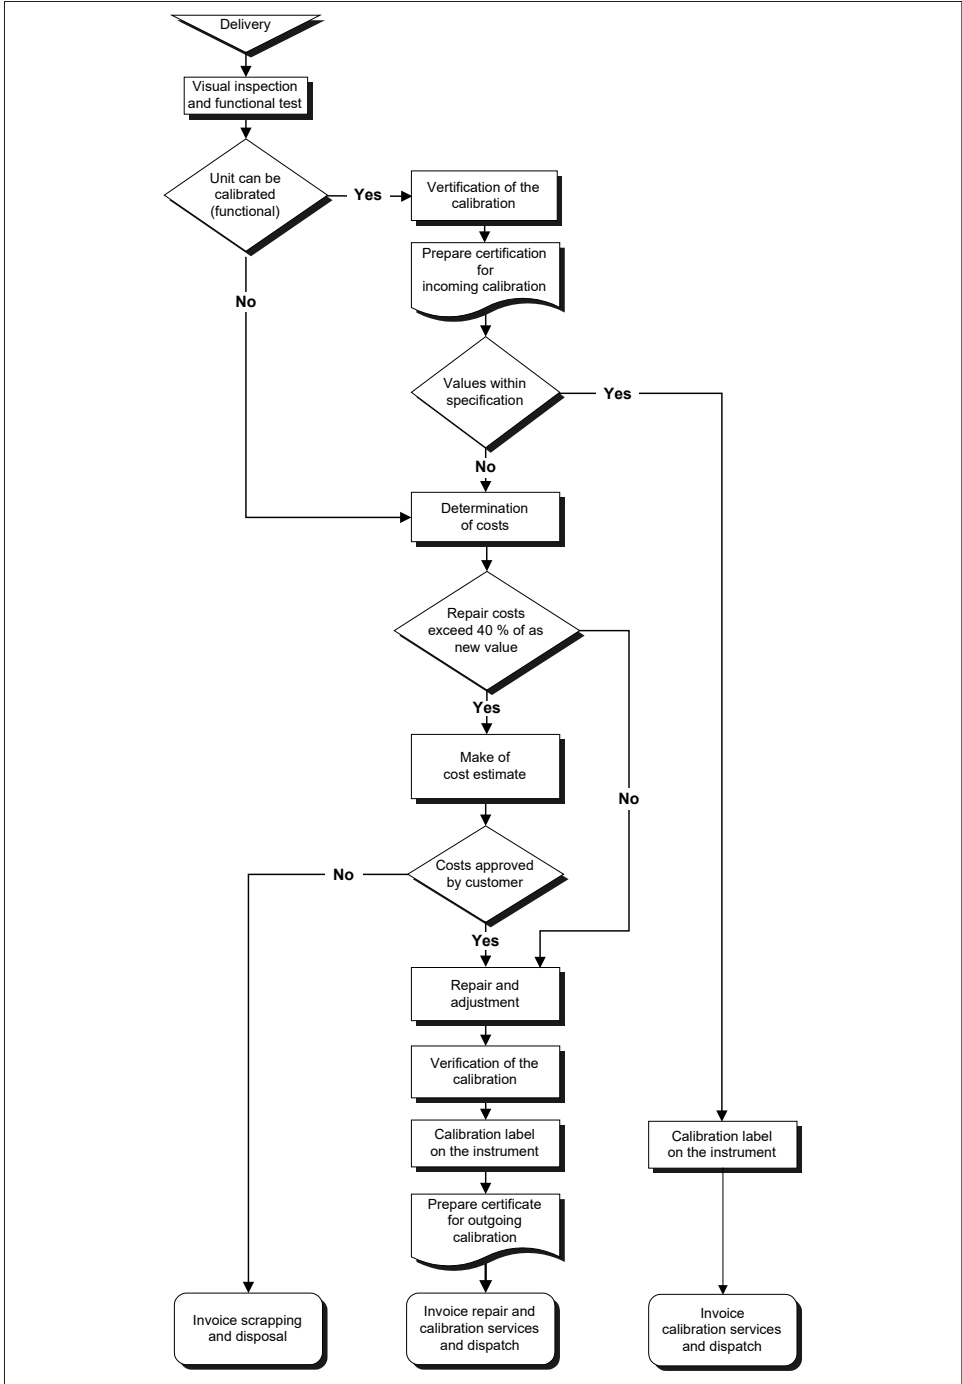 Delivery
Visual inspection
and functional test
Unit can be
calibrated
(functional)
Yes
Vertification of the
calibration
Prepare certification
for
incoming calibration
No
Values within
specification
Yes
No
Determination
of costs
Repair costs
exceed 40 % of as
new value
Yes
Make of
cost estimate
No
Costs approved
by customer
No
Yes
Repair and
adjustment
Verification of the
calibration
Calibration label
on the instrument
Calibration label
on the instrument
Prepare certificate
for outgoing
calibration
Invoice scrapping
and disposal
Invoice repair and
calibration services
and dispatch
Invoice
calibration services
and dispatch